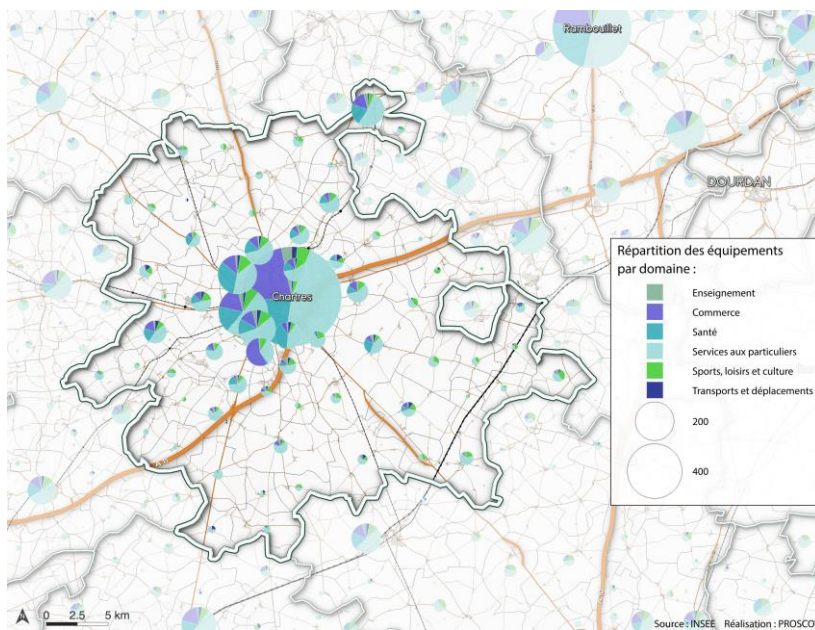 Rambouillet
DOURDAN
Chartres
Répartition des équipements
par domaine :
Enseignement
Commerce
Santé
Services aux particuliers
Sports, loisirs et culture
Transports et déplacements
200
400
0 2.5 5 km
Source : INSEE Réalisation : PROSCOT